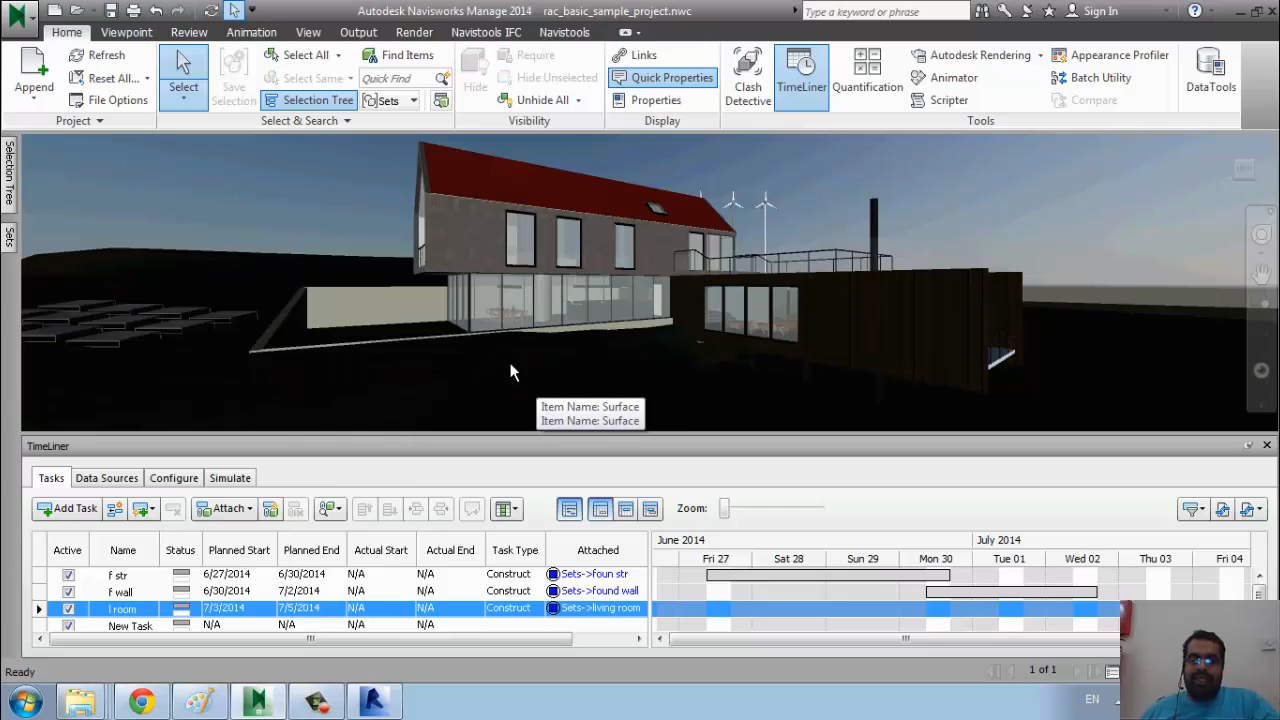 Autodesk Navisworks Manage 2014 rac_basic_sample_project.nwc
Type a keyword or phrase
Sign In
Home Viewpoint Review Animation View Output Render Navistools IFC Navistools
Append
Refresh
Reset All...
File Options
Project
Select
Save Selection
Select All
Select Same
Selection Tree
Find Items
Quick Find
Sets
Select & Search
Hide
Require
Hide Unselected
Unhide All
Visibility
Links
Quick Properties
Properties
Display
Clash Detective
TimeLiner
Quantification
Autodesk Rendering
Animator
Scripter
Appearance Profiler
Batch Utility
Compare
Tools
DataTools
Selection Tree
Sets
Item Name: Surface
Item Name: Surface
TimeLiner
Tasks Data Sources Configure Simulate
Add Task Attach Zoom:
June 2014 July 2014
Active Name Status Planned Start Planned End Actual Start Actual End Task Type Attached
Fri 27 Sat 28 Sun 29 Mon 30 Tue 01 Wed 02 Thu 03 Fri 04
f str 6/27/2014 6/30/2014 N/A N/A Construct Sets->foun str
f wall 6/30/2014 7/2/2014 N/A N/A Construct Sets->found wall
l room 7/3/2014 7/5/2014 N/A N/A Construct Sets->living room
New Task N/A N/A N/A N/A
Ready
1 of 1
EN